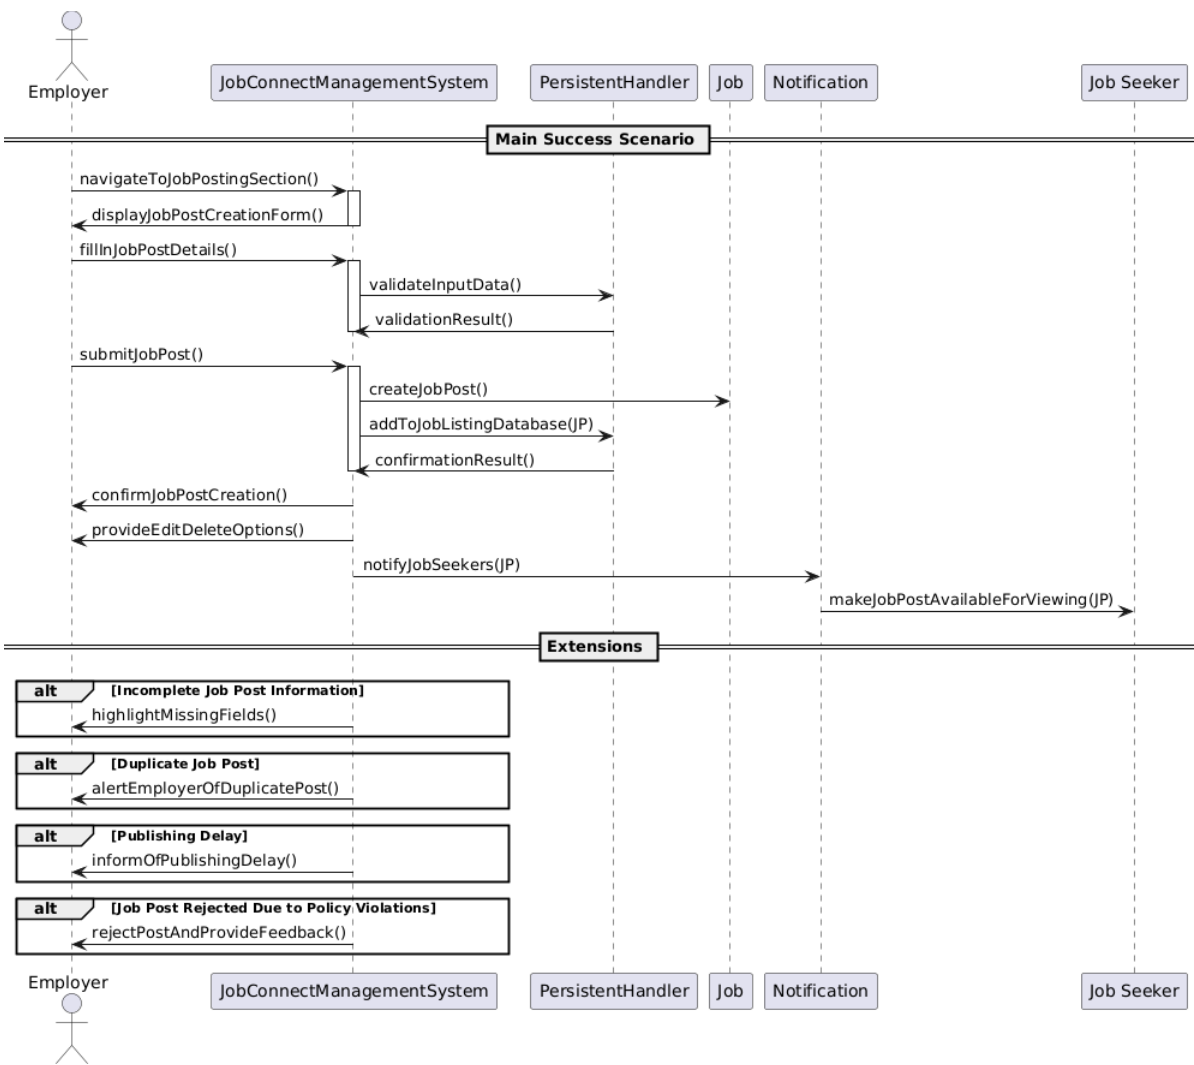 Employer
JobConnectManagementSystem
PersistentHandler
Job
Notification
Job Seeker
Main Success Scenario
navigateToJobPostingSection()
displayJobPostCreationForm()
fillInJobPostDetails()
validateInputData()
validationResult()
submitJobPost()
createJobPost()
addToJobListingDatabase(JP)
confirmationResult()
confirmJobPostCreation()
provideEditDeleteOptions()
notifyJobSeekers(JP)
makeJobPostAvailableForViewing(JP)
Extensions
alt [Incomplete Job Post Information]
highlightMissingFields()
alt [Duplicate Job Post]
alertEmployerOfDuplicatePost()
alt [Publishing Delay]
informOfPublishingDelay()
alt [Job Post Rejected Due to Policy Violations]
rejectPostAndProvideFeedback()
Employer
JobConnectManagementSystem
PersistentHandler
Job
Notification
Job Seeker